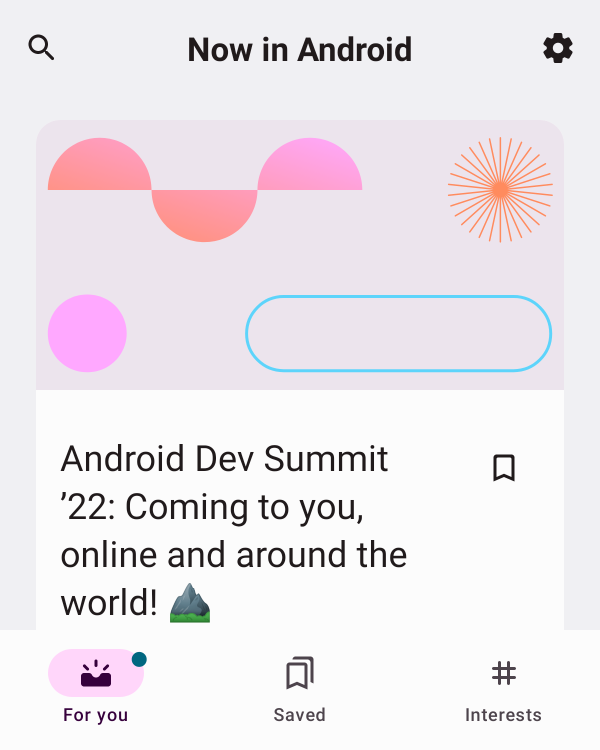 Now in Android
Android Dev Summit
’22: Coming to you,
online and around the
world! ⛰️
For you
Saved
Interests